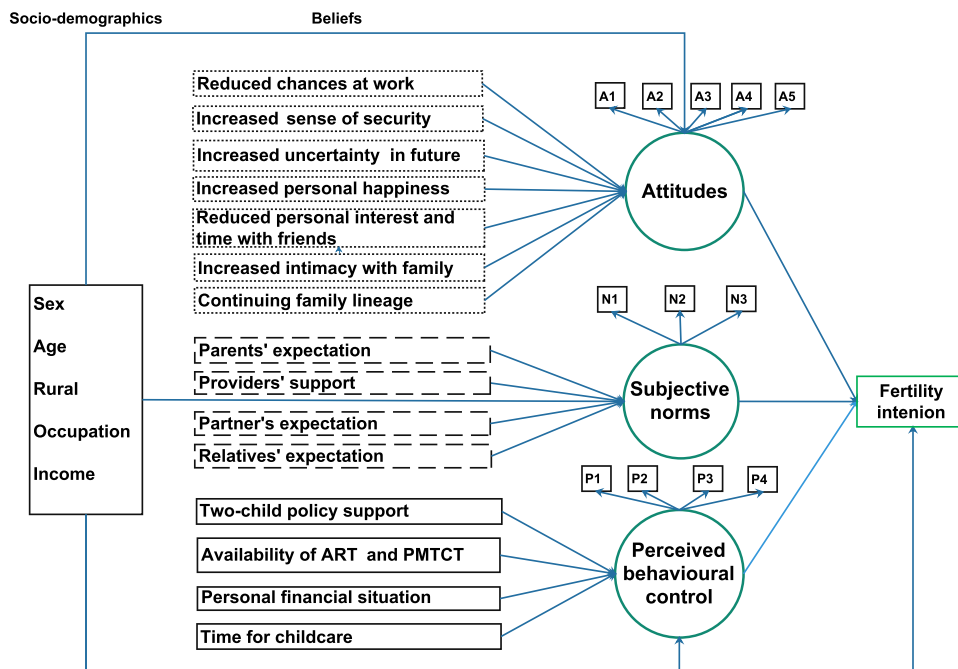 Socio-demographics
Beliefs
Reduced chances at work
Increased sense of security
Increased uncertainty in future
Increased personal happiness
Reduced personal interest and
time with friends
Increased intimacy with family
Continuing family lineage
A1
A2
A3
A4
A5
Attitudes
Sex
Age
Rural
Occupation
Income
Parents' expectation
Providers' support
Partner's expectation
Relatives' expectation
N1
N2
N3
Subjective
norms
Fertility
intenion
Two-child policy support
Availability of ART and PMTCT
Personal financial situation
Time for childcare
P1
P2
P3
P4
Perceived
behavioural
control